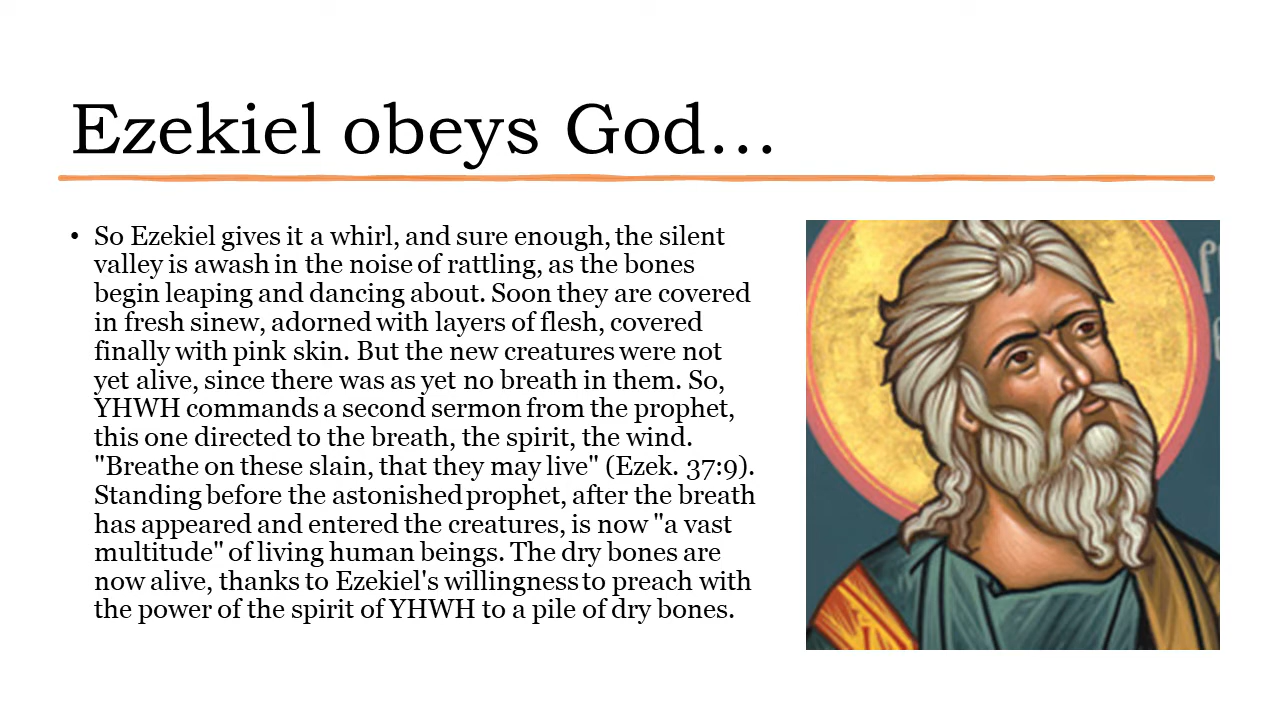 Ezekiel obeys God…
• So Ezekiel gives it a whirl, and sure enough, the silent
valley is awash in the noise of rattling, as the bones
begin leaping and dancing about. Soon they are covered
in fresh sinew, adorned with layers of flesh, covered
finally with pink skin. But the new creatures were not
yet alive, since there was as yet no breath in them. So,
YHWH commands a second sermon from the prophet,
this one directed to the breath, the spirit, the wind.
"Breathe on these slain, that they may live" (Ezek. 37:9).
Standing before the astonished prophet, after the breath
has appeared and entered the creatures, is now "a vast
multitude" of living human beings. The dry bones are
now alive, thanks to Ezekiel's willingness to preach with
the power of the spirit of YHWH to a pile of dry bones.